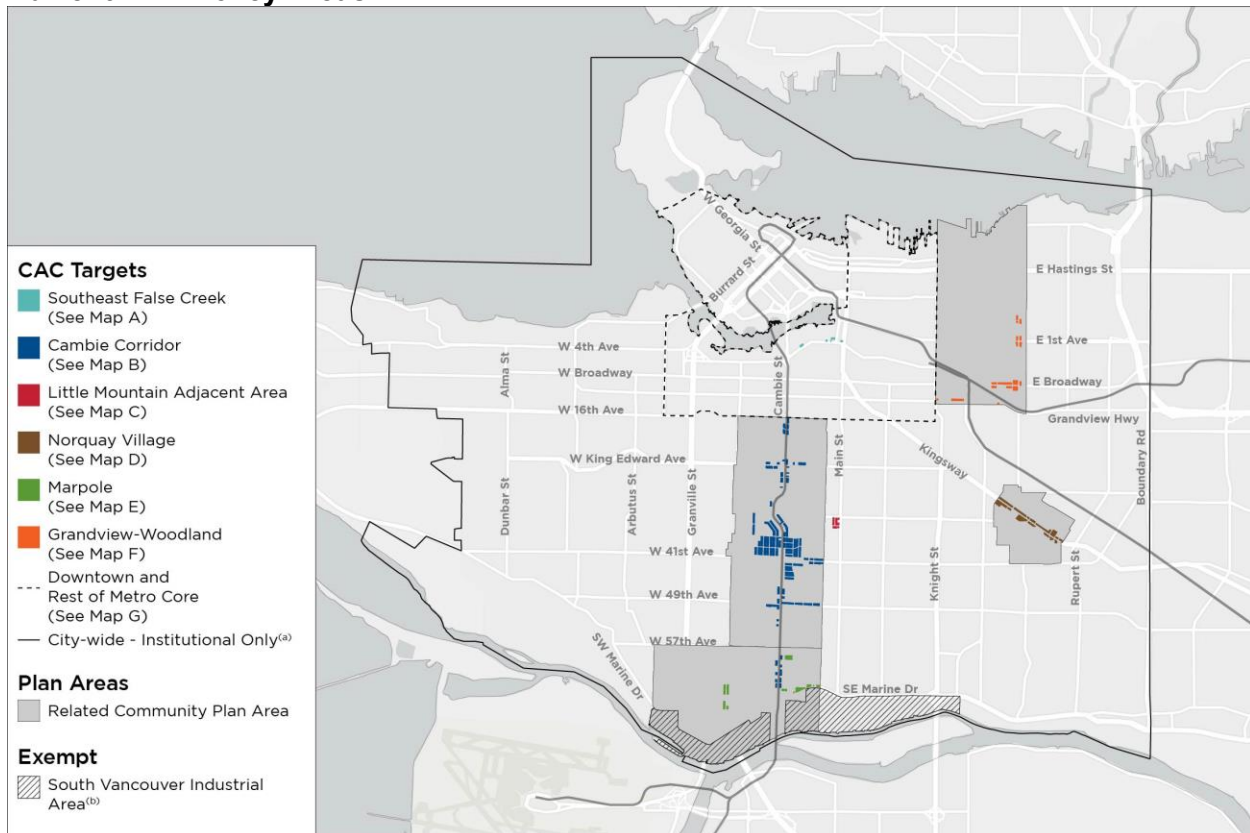 CAC Targets
Southeast False Creek
(See Map A)
Cambie Corridor
(See Map B)
Little Mountain Adjacent Area
(See Map C)
Norquay Village
(See Map D)
Marpole
(See Map E)
Grandview-Woodland
(See Map F)
Downtown and
Rest of Metro Core
(See Map G)
City-wide - Institutional Only(a)
Plan Areas
Related Community Plan Area
Exempt
South Vancouver Industrial
Area(b)
W Georgia St
Burrard St
E Hastings St
W 4th Ave
E 1st Ave
W Broadway
E Broadway
Alma St
Cambie St
W 16th Ave
Grandview Hwy
Boundary Rd
Main St
Kingsway
W King Edward Ave
Dunbar St
Arbutus St
Granville St
W 41st Ave
Knight St
Rupert St
W 49th Ave
W 57th Ave
SW Marine Dr
SE Marine Dr